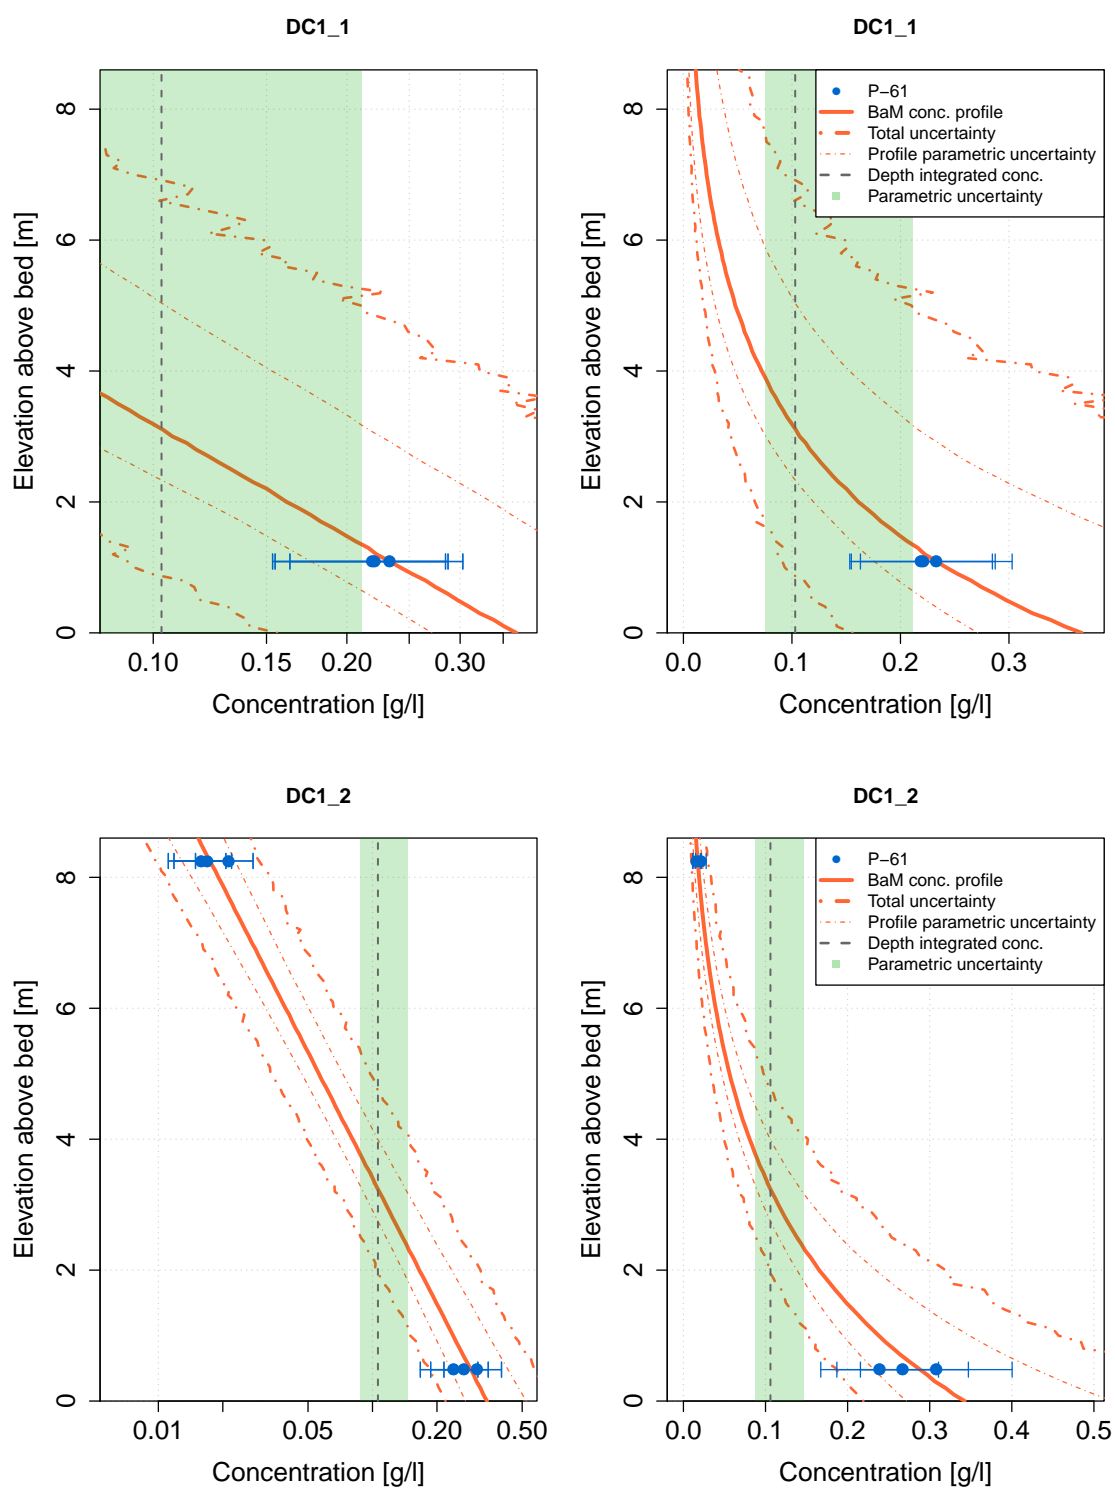 DC1_1
DC1_1
Elevation above bed [m]
0 2 4 6 8
0.10 0.15 0.20 0.30
Concentration [g/l]
Elevation above bed [m]
0 2 4 6 8
0.0 0.1 0.2 0.3
Concentration [g/l]
P−61
BaM conc. profile
Total uncertainty
Profile parametric uncertainty
Depth integrated conc.
Parametric uncertainty
DC1_2
DC1_2
Elevation above bed [m]
0 2 4 6 8
0.01 0.05 0.20 0.50
Concentration [g/l]
Elevation above bed [m]
0 2 4 6 8
0.0 0.1 0.2 0.3 0.4 0.5
Concentration [g/l]
P−61
BaM conc. profile
Total uncertainty
Profile parametric uncertainty
Depth integrated conc.
Parametric uncertainty